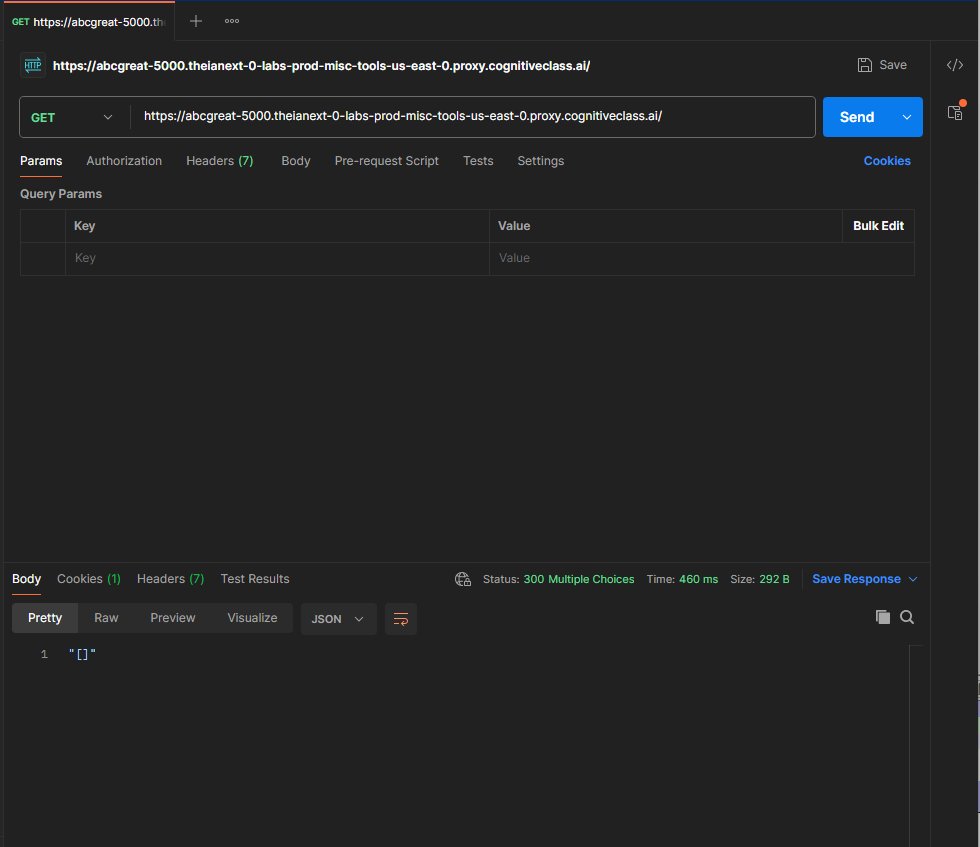 GET https://abcgreat-5000.th
HTTP https://abcgreat-5000.theianext-0-labs-prod-misc-tools-us-east-0.proxy.cognitiveclass.ai/ Save
GET https://abcgreat-5000.theianext-0-labs-prod-misc-tools-us-east-0.proxy.cognitiveclass.ai/ Send
Params Authorization Headers (7) Body Pre-request Script Tests Settings Cookies
Query Params
Key Value Bulk Edit
Key Value
Body Cookies (1) Headers (7) Test Results Status: 300 Multiple Choices Time: 460 ms Size: 292 B Save Response
Pretty Raw Preview Visualize JSON
1 "[]"